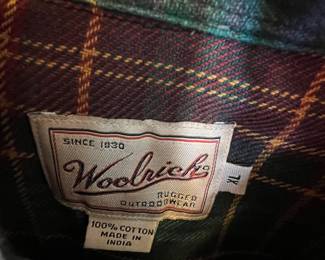 SINCE 1830
Woolrich
RUGGED
OUTDOORWEAR
XL
100% COTTON
MADE IN
INDIA